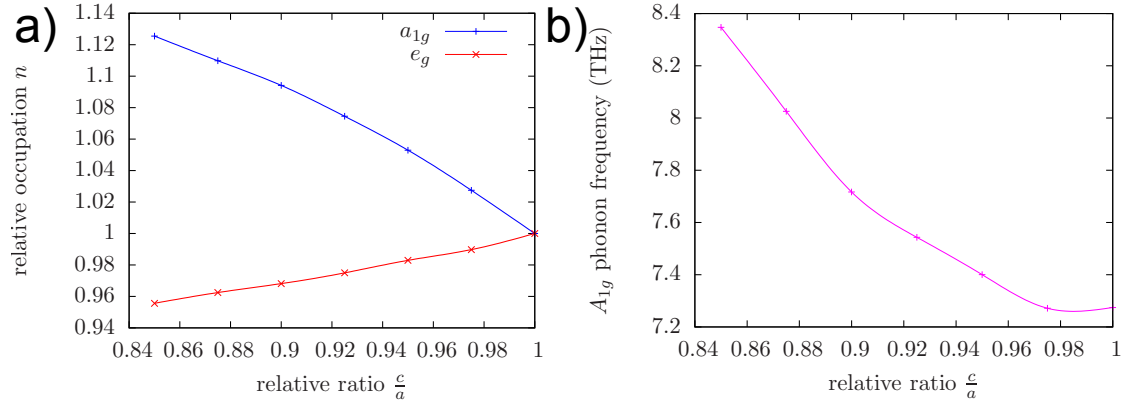 a)
1.14
1.12
1.1
1.08
1.06
1.04
1.02
1
0.98
0.96
0.94
relative occupation n
a1g
eg
0.84 0.86 0.88 0.9 0.92 0.94 0.96 0.98 1
relative ratio c/a
b)
8.4
8.2
8
7.8
7.6
7.4
7.2
A1g phonon frequency (THz)
0.84 0.86 0.88 0.9 0.92 0.94 0.96 0.98 1
relative ratio c/a